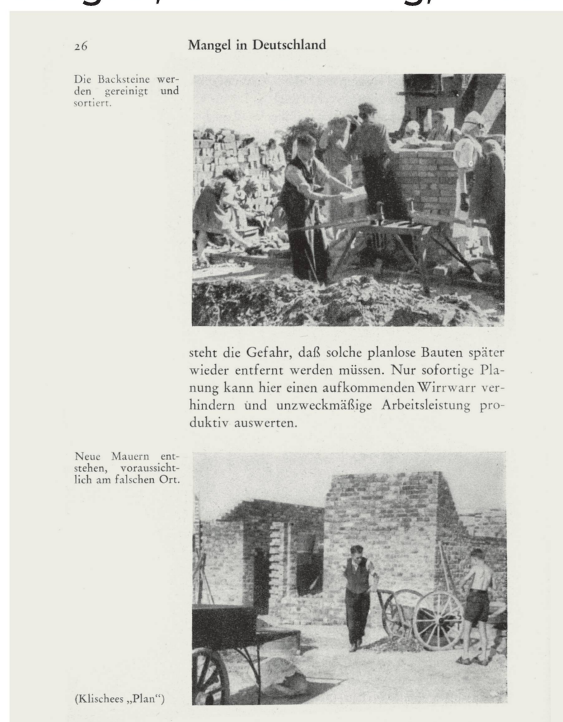 26
Mangel in Deutschland
Die Backsteine wer-
den gereinigt und
sortiert.
steht die Gefahr, daß solche planlose Bauten später
wieder entfernt werden müssen. Nur sofortige Pla-
nung kann hier einen aufkommenden Wirrwarr ver-
hindern und unzweckmäßige Arbeitsleistung pro-
duktiv auswerten.
Neue Mauern ent-
stehen, voraussicht-
lich am falschen Ort.
(Klischees „Plan“)